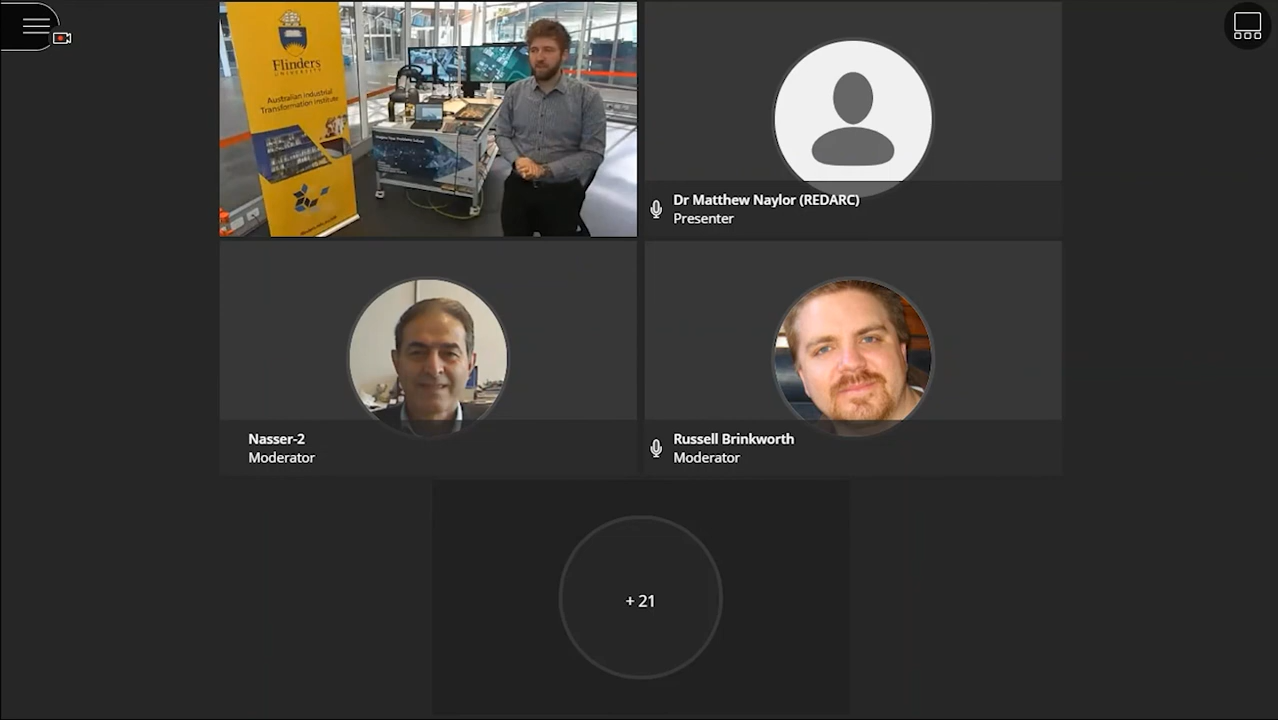 Flinders
UNIVERSITY
Australian Industrial
Transformation Institute
Dr Matthew Naylor (REDARC)
Presenter
Nasser-2
Moderator
Russell Brinkworth
Moderator
+ 21